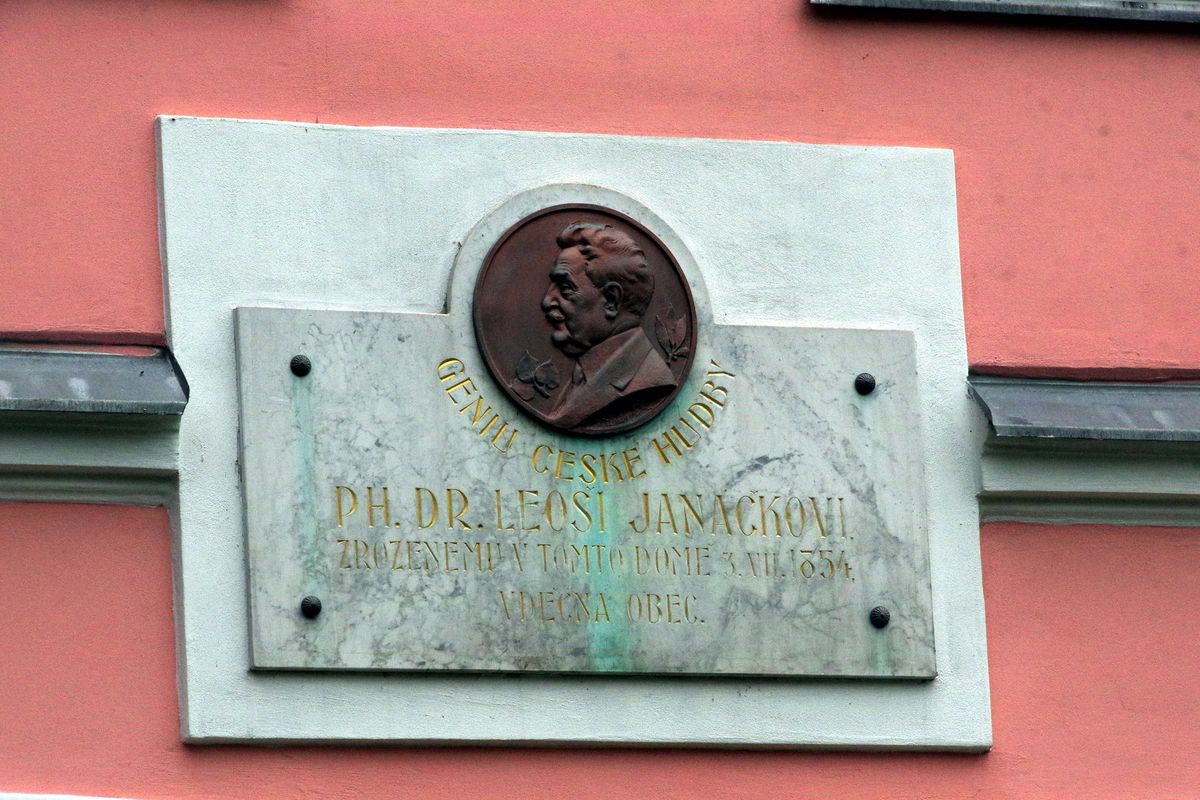 GENIU ČESKÉ HUDBY
PH. DR. LEOŠI JANÁČKOVI,
ZROZENÉMU V TOMTO DOMĚ 3. VII. 1854,
VDĚČNÁ OBEC.